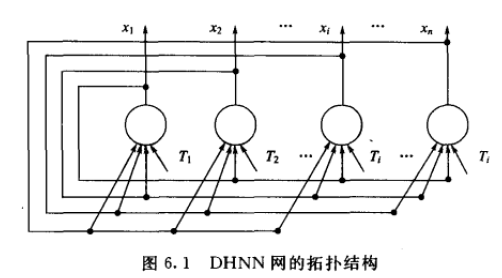 x1 x2 … xi … xn
T1 T2 … Ti … Ti
图 6.1 DHNN 网的拓扑结构